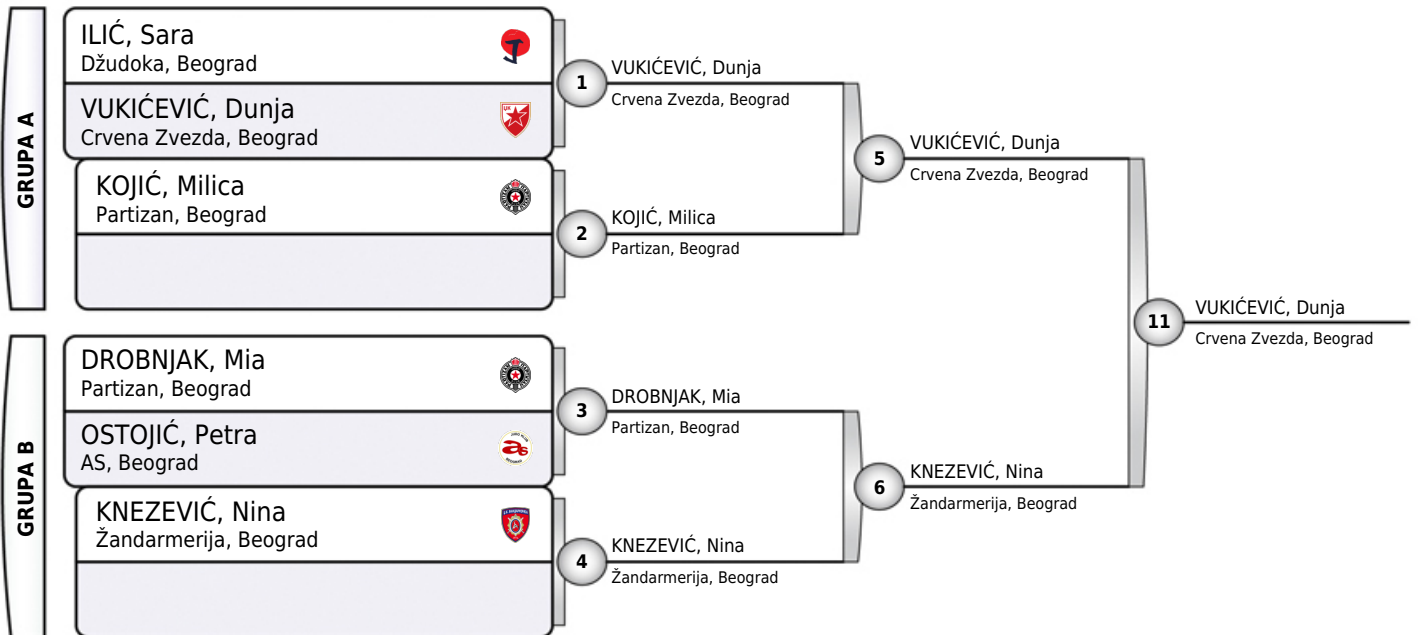 GRUPA A
ILIĆ, Sara
Džudoka, Beograd
VUKIĆEVIĆ, Dunja
Crvena Zvezda, Beograd
KOJIĆ, Milica
Partizan, Beograd
1
VUKIĆEVIĆ, Dunja
Crvena Zvezda, Beograd
2
KOJIĆ, Milica
Partizan, Beograd
5
VUKIĆEVIĆ, Dunja
Crvena Zvezda, Beograd
GRUPA B
DROBNJAK, Mia
Partizan, Beograd
OSTOJIĆ, Petra
AS, Beograd
KNEZEVIĆ, Nina
Žandarmerija, Beograd
3
DROBNJAK, Mia
Partizan, Beograd
4
KNEZEVIĆ, Nina
Žandarmerija, Beograd
6
KNEZEVIĆ, Nina
Žandarmerija, Beograd
11
VUKIĆEVIĆ, Dunja
Crvena Zvezda, Beograd